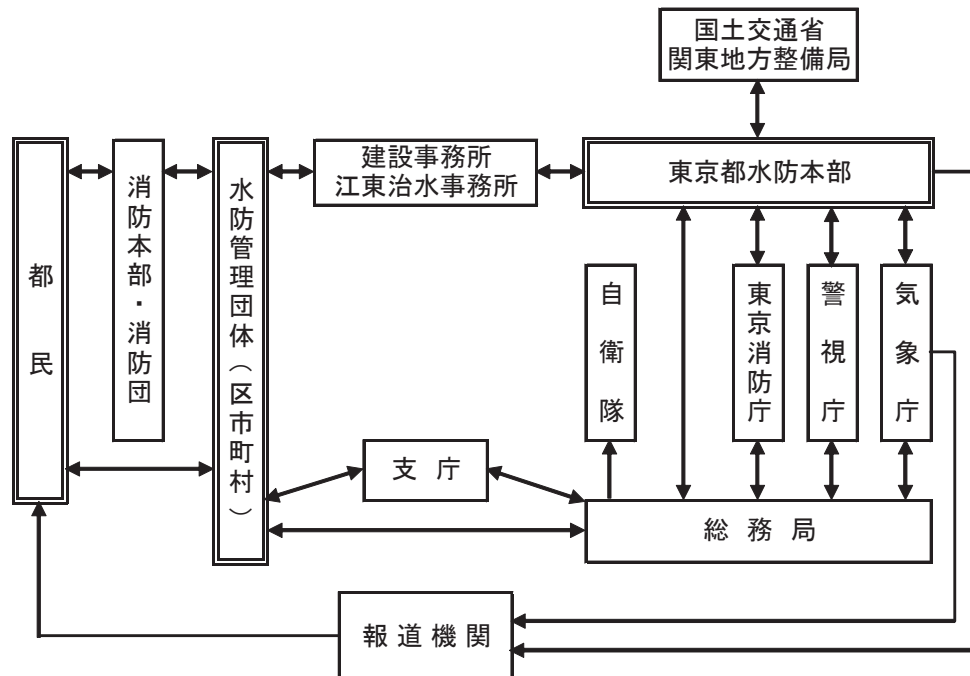 国土交通省
関東地方整備局
東京都水防本部
建設事務所
江東治水事務所
水防管理団体（区市町村）
消防本部・消防団
都民
自衛隊
東京消防庁
警視庁
気象庁
支庁
総務局
報道機関